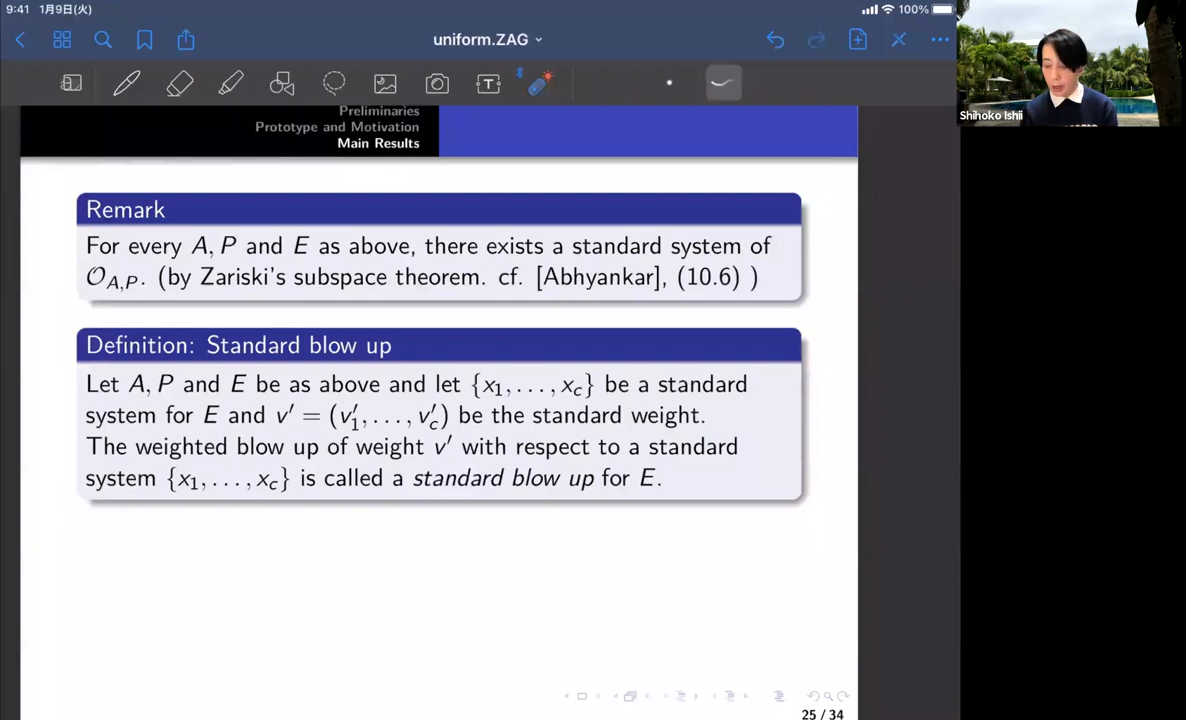 9:41 1月9日(火)
100%
uniform.ZAG
T
Shihoko Ishii
Preliminaries
Prototype and Motivation
Main Results
Remark
For every A, P and E as above, there exists a standard system of
𝒪_{A,P}. (by Zariski's subspace theorem. cf. [Abhyankar], (10.6) )
Definition: Standard blow up
Let A, P and E be as above and let {x₁, . . . , x_c} be a standard
system for E and v′ = (v′₁, . . . , v′_c) be the standard weight.
The weighted blow up of weight v′ with respect to a standard
system {x₁, . . . , x_c} is called a standard blow up for E.
25 / 34